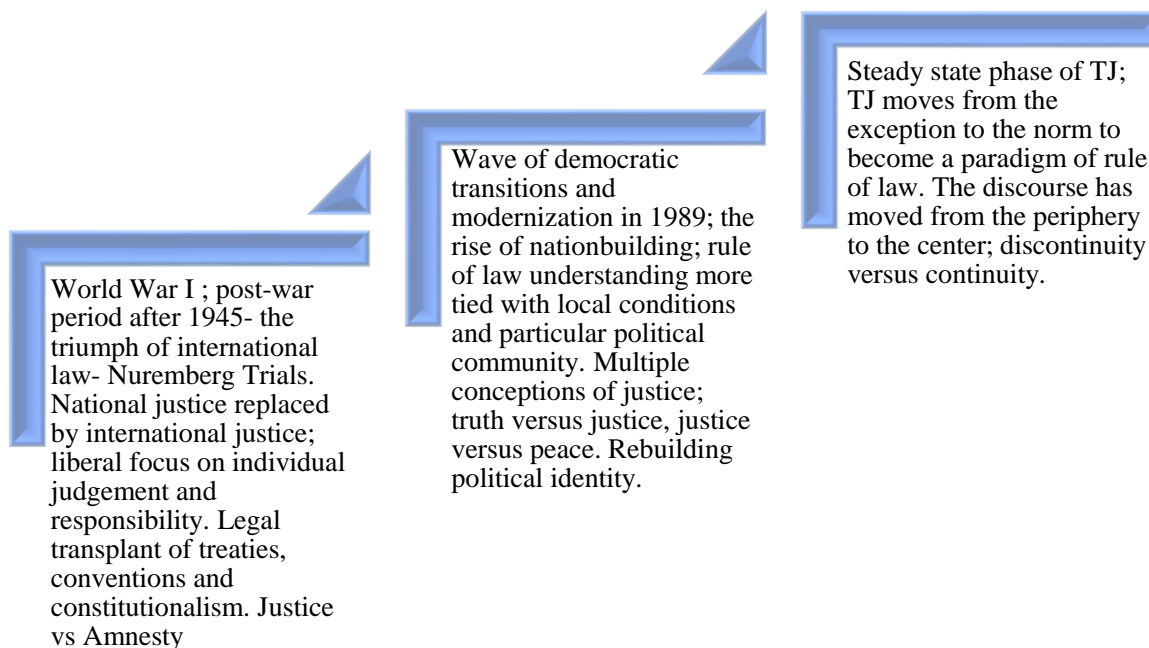 World War I ; post-war
period after 1945- the
triumph of international
law- Nuremberg Trials.
National justice replaced
by international justice;
liberal focus on individual
judgement and
responsibility. Legal
transplant of treaties,
conventions and
constitutionalism. Justice
vs Amnesty
Wave of democratic
transitions and
modernization in 1989; the
rise of nationbuilding; rule
of law understanding more
tied with local conditions
and particular political
community. Multiple
conceptions of justice;
truth versus justice, justice
versus peace. Rebuilding
political identity.
Steady state phase of TJ;
TJ moves from the
exception to the norm to
become a paradigm of rule
of law. The discourse has
moved from the periphery
to the center; discontinuity
versus continuity.